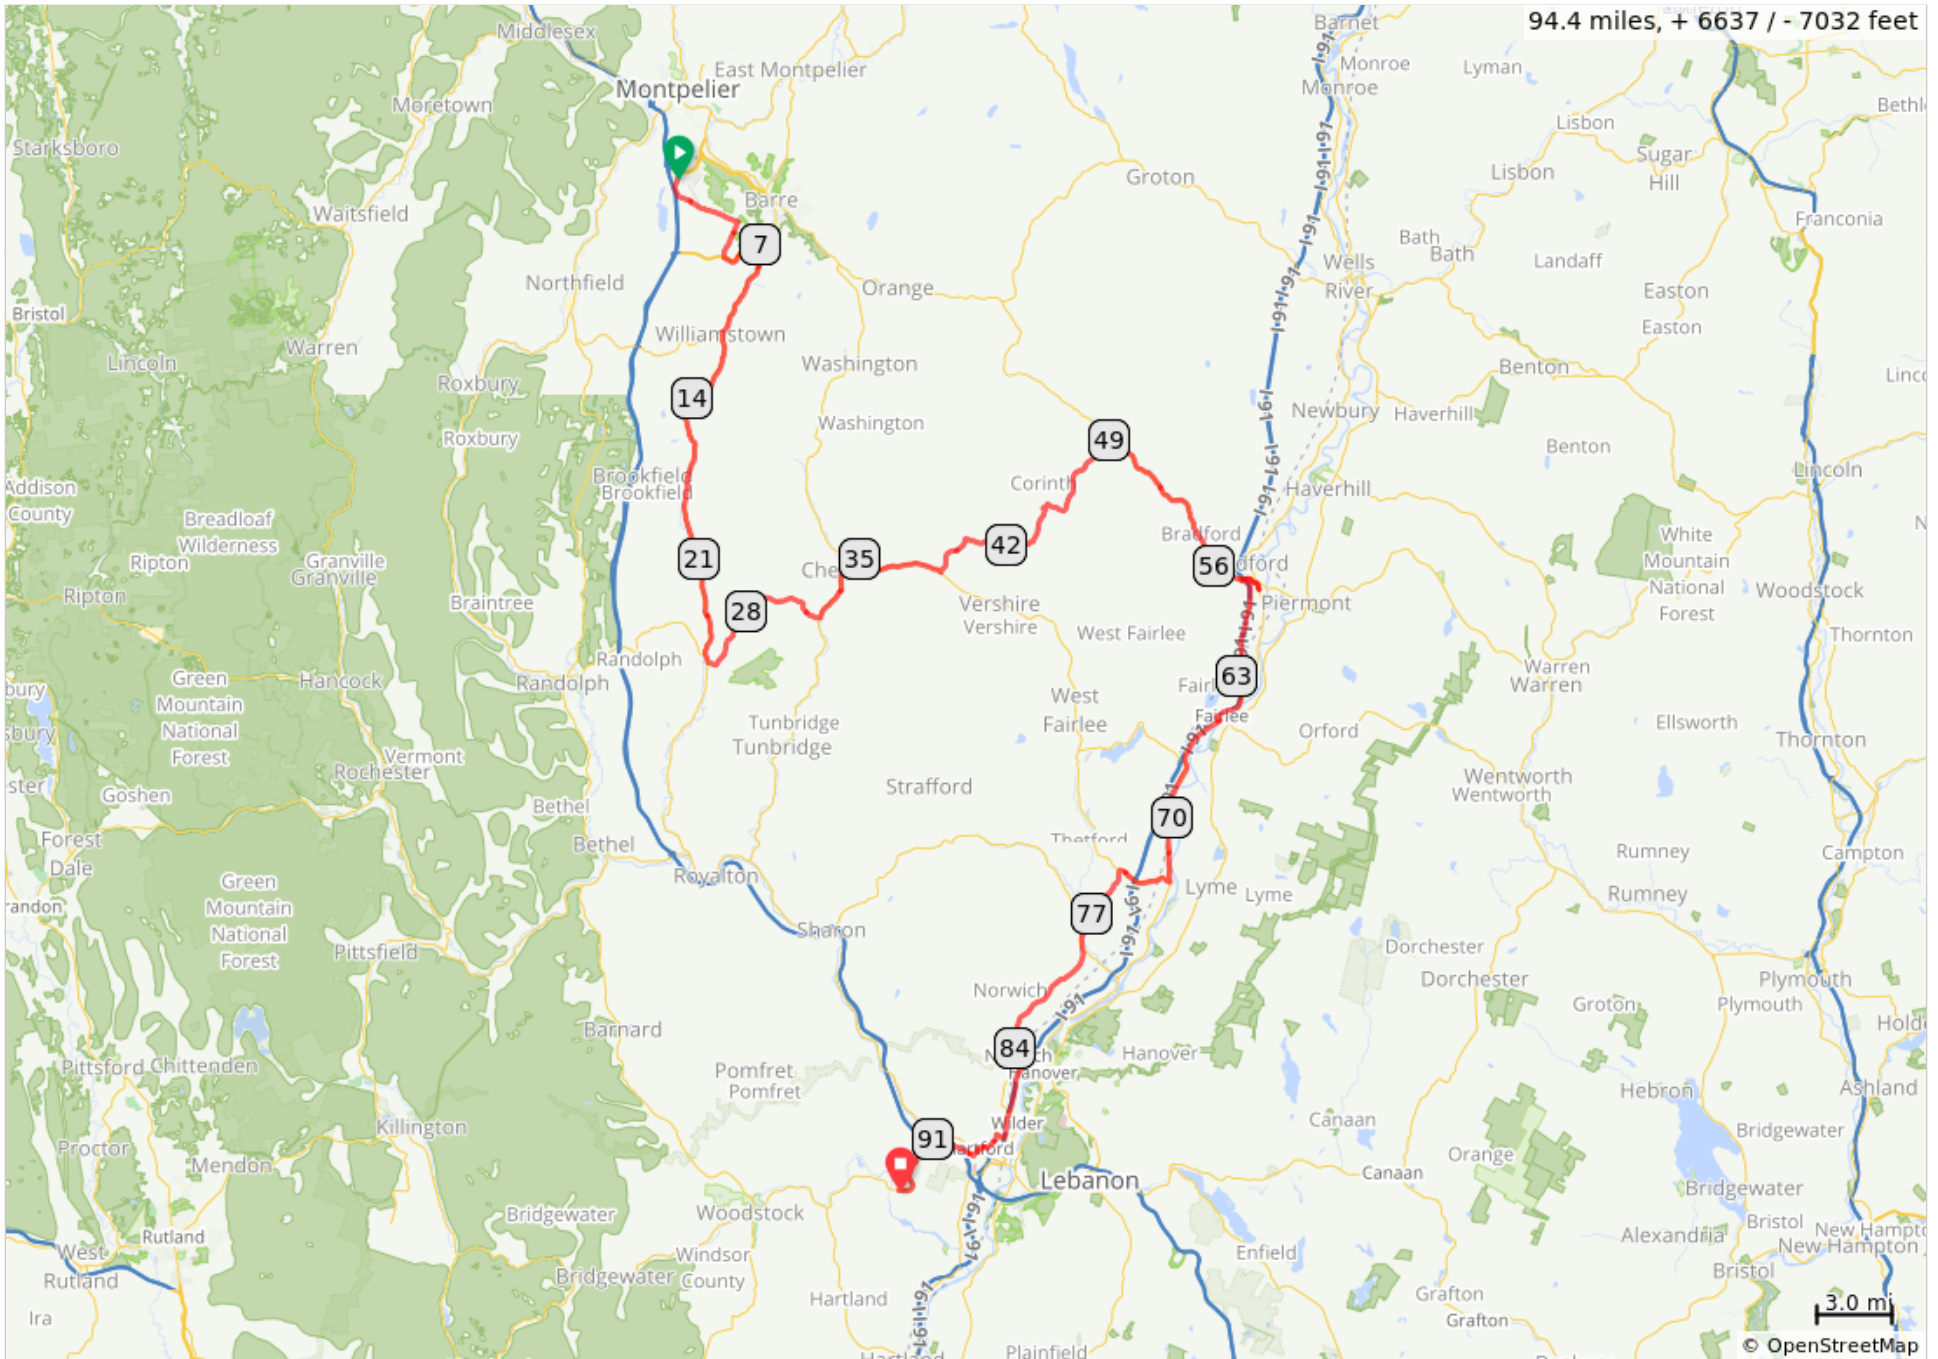 94.4 miles, + 6637 / - 7032 feet
Barnet
Middlesex
East Montpelier
Monroe
Lyman
Monroe
Montpelier
Moretown
Lisbon
Starksboro
Sugar
Hill
Groton
Lisbon
Barre
Waitsfield
Franconia
Bath
Bath
Wells
River
Landaff
7
Northfield
Orange
Easton
Easton
Bristol
Williamstown
Warren
Lincoln
Washington
Benton
Roxbury
14
Newbury
Haverhill
Washington
Roxbury
49
Benton
Lincoln
Brookfield
Brookfield
Corinth
Haverhill
Addison
County
Breadloaf
Wilderness
Bradford
White
Mountain
National
Forest
42
21
35
56
Ripton
Granville
Granville
Woodstock
Ripton
Braintree
28
Vershire
Vershire
Piermont
West Fairlee
Thornton
Randolph
Randolph
Hancock
Green
Mountain
National
Forest
63
Warren
Warren
West
Fairlee
Fairlee
Orford
Ellsworth
Tunbridge
Tunbridge
Thornton
Vermont
Rochester
Goshen
Strafford
Wentworth
Wentworth
Bethel
70
Forest
Dale
Bethel
Thetford
Rumney
Campton
Royalton
Lyme
Lyme
Rumney
Green
Mountain
National
Forest
77
Sharon
Pittsfield
Dorchester
Dorchester
Plymouth
Plymouth
Norwich
Groton
Barnard
84
Hanover
Hanover
Pittsford
Chittenden
Pomfret
Pomfret
Hebron
Ashland
Killington
Wilder
Canaan
Bridgewater
Proctor
91
Mendon
Orange
Canaan
Lebanon
Bridgewater
Woodstock
Bridgewater
Bristol
Rutland
West
Rutland
Alexandria
New Hampton
Windsor
County
Enfield
Bridgewater
Bristol
Hartland
Grafton
Grafton
Ira
Plainfield
3.0 mi
I 91
© OpenStreetMap